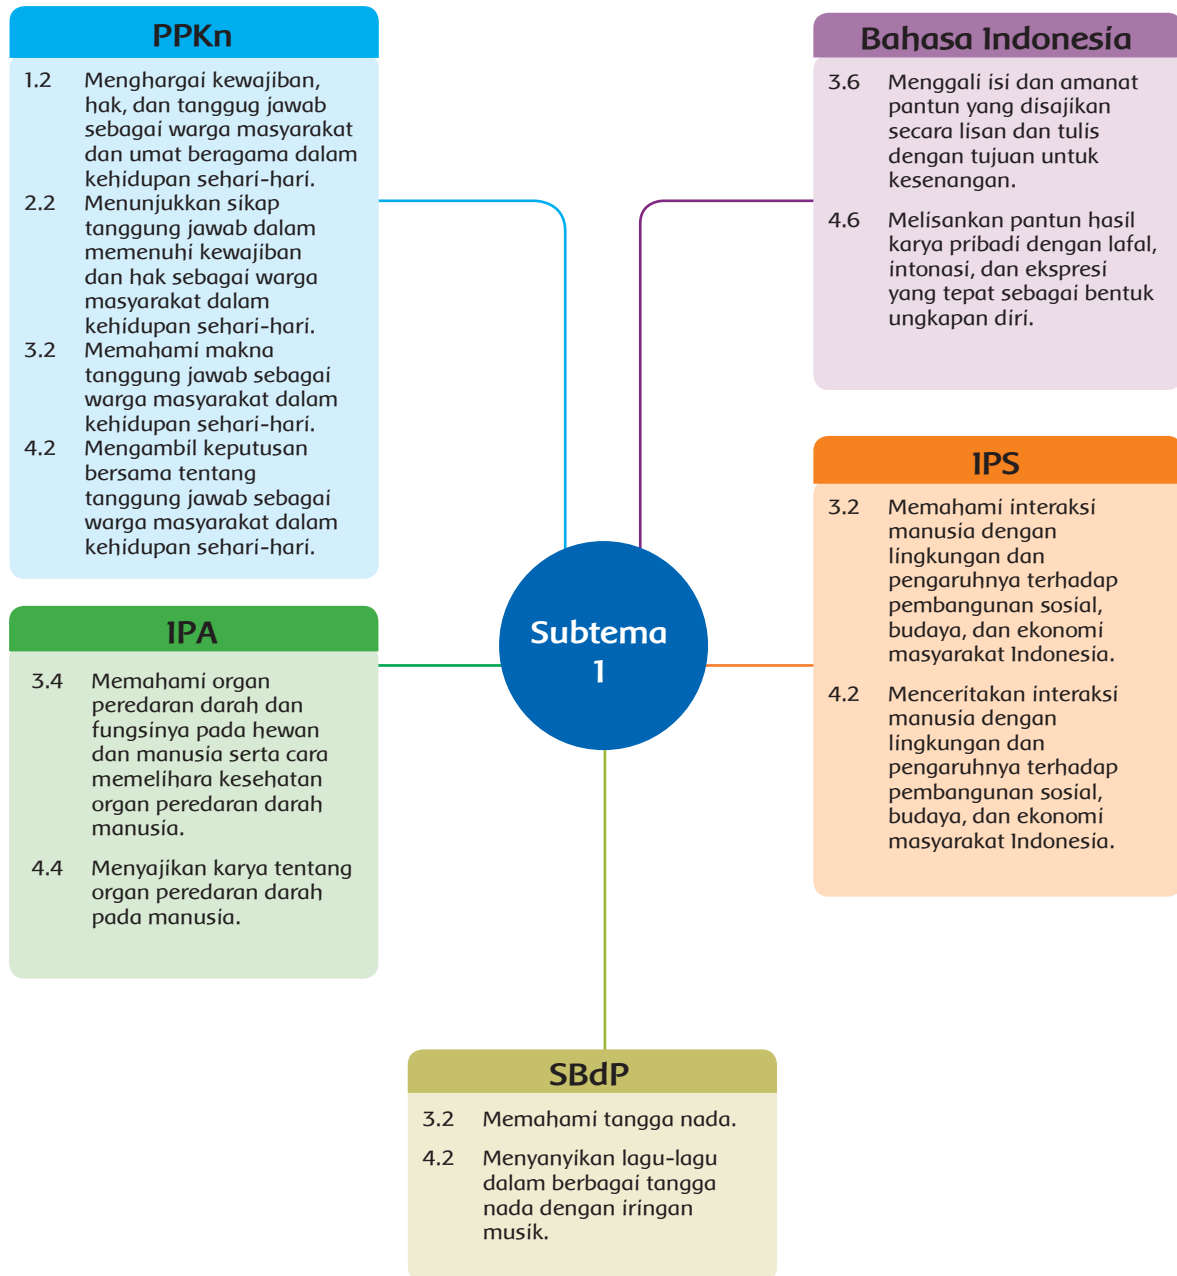 PPKn
1.2 Menghargai kewajiban,
hak, dan tanggug jawab
sebagai warga masyarakat
dan umat beragama dalam
kehidupan sehari-hari.
2.2 Menunjukkan sikap
tanggung jawab dalam
memenuhi kewajiban
dan hak sebagai warga
masyarakat dalam
kehidupan sehari-hari.
3.2 Memahami makna
tanggung jawab sebagai
warga masyarakat dalam
kehidupan sehari-hari.
4.2 Mengambil keputusan
bersama tentang
tanggung jawab sebagai
warga masyarakat dalam
kehidupan sehari-hari.
Bahasa Indonesia
3.6 Menggali isi dan amanat
pantun yang disajikan
secara lisan dan tulis
dengan tujuan untuk
kesenangan.
4.6 Melisankan pantun hasil
karya pribadi dengan lafal,
intonasi, dan ekspresi
yang tepat sebagai bentuk
ungkapan diri.
IPS
3.2 Memahami interaksi
manusia dengan
lingkungan dan
pengaruhnya terhadap
pembangunan sosial,
budaya, dan ekonomi
masyarakat Indonesia.
4.2 Menceritakan interaksi
manusia dengan
lingkungan dan
pengaruhnya terhadap
pembangunan sosial,
budaya, dan ekonomi
masyarakat Indonesia.
Subtema
1
IPA
3.4 Memahami organ
peredaran darah dan
fungsinya pada hewan
dan manusia serta cara
memelihara kesehatan
organ peredaran darah
manusia.
4.4 Menyajikan karya tentang
organ peredaran darah
pada manusia.
SBdP
3.2 Memahami tangga nada.
4.2 Menyanyikan lagu-lagu
dalam berbagai tangga
nada dengan iringan
musik.